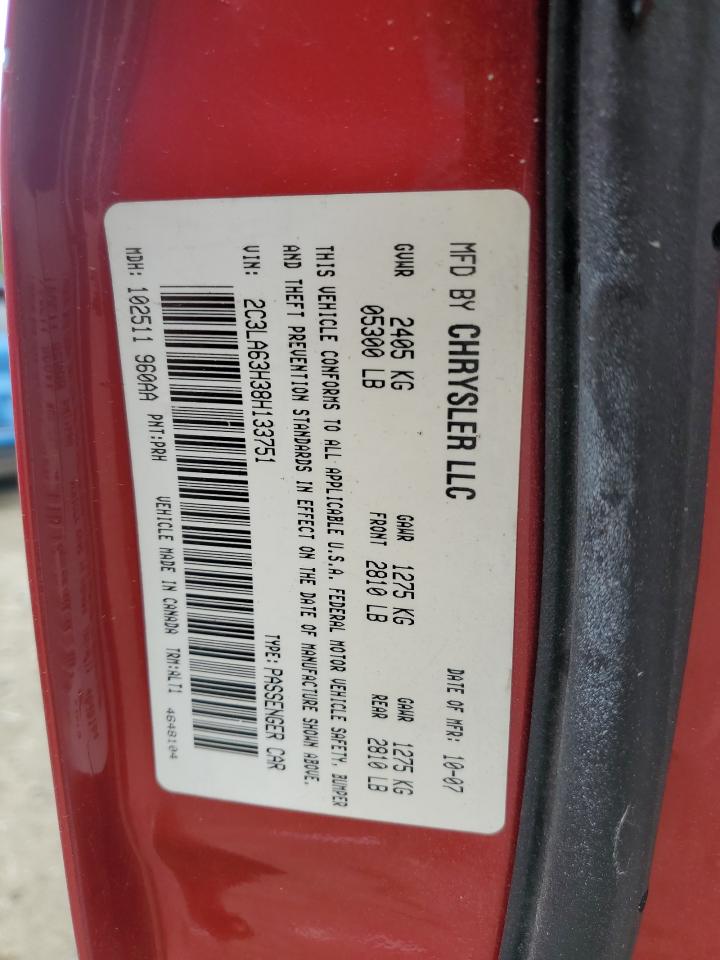 MFD BY CHRYSLER LLC DATE OF MFR: 10-07
GVWR 2405 KG GAWR 1275 KG GAWR 1275 KG
05300 LB FRONT 2810 LB REAR 2810 LB
THIS VEHICLE CONFORMS TO ALL APPLICABLE U.S.A. FEDERAL MOTOR VEHICLE SAFETY, BUMPER
AND THEFT PREVENTION STANDARDS IN EFFECT ON THE DATE OF MANUFACTURE SHOWN ABOVE.
VIN: 2C3LA63H38H133751 TYPE: PASSENGER CAR
MDH: 102511 960AA PNT:PRH VEHICLE MADE IN CANADA TRM:ALT1 4648104